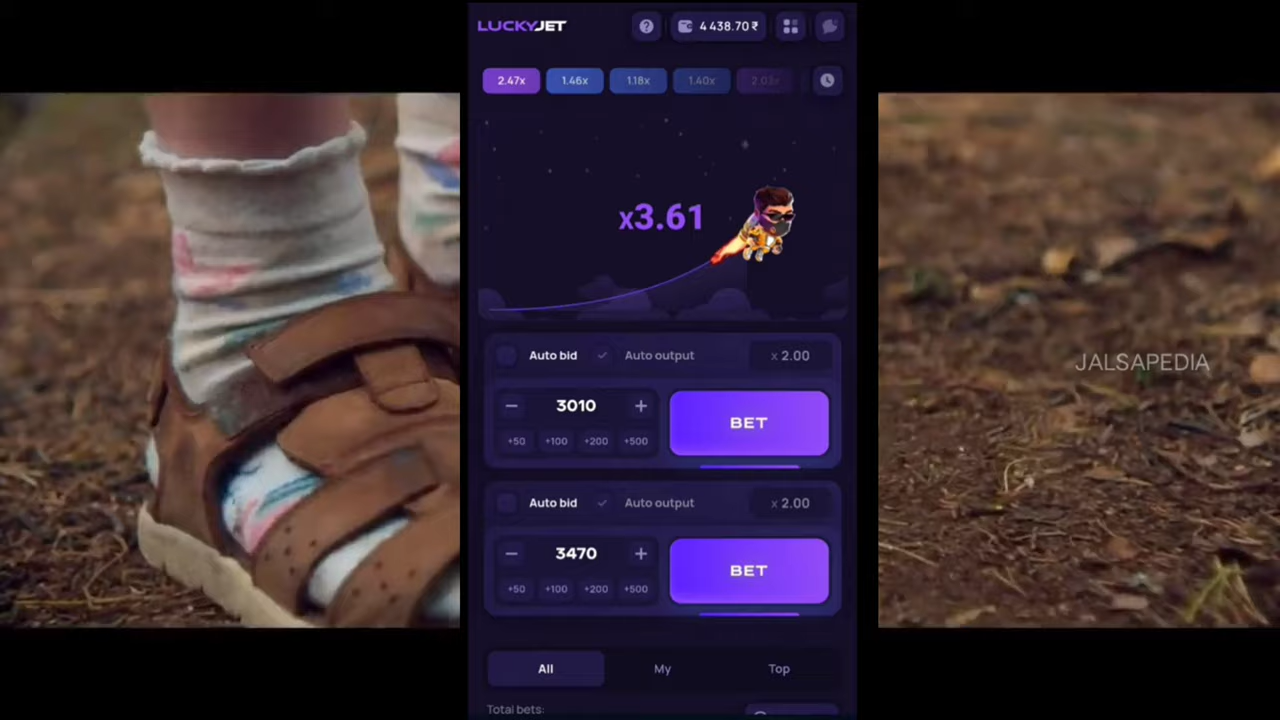 LUCKYJET
4 438.70 ₹
2.47x
1.46x
1.18x
1.40x
2.03x
x3.61
Auto bid
Auto output
x 2.00
3010
+50
+100
+200
+500
BET
Auto bid
Auto output
x 2.00
3470
+50
+100
+200
+500
BET
All
My
Top
Total bets:
JALSAPEDIA